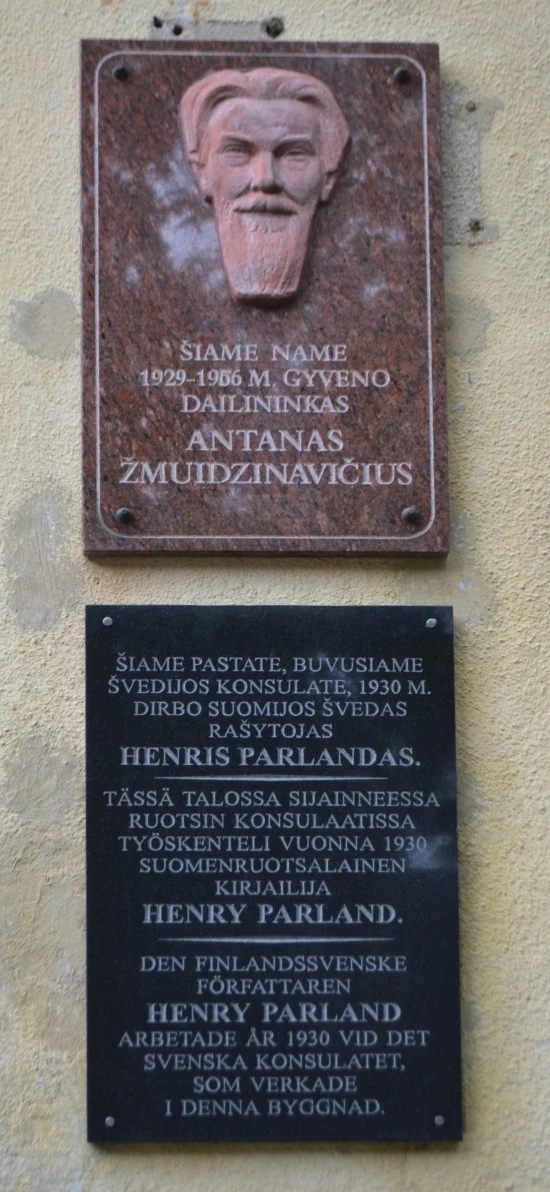 ŠIAME NAME
1929–1966 M. GYVENO
DAILININKAS
ANTANAS
ŽMUIDZINAVIČIUS
ŠIAME PASTATE, BUVUSIAME
ŠVEDIJOS KONSULATE, 1930 M.
DIRBO SUOMIJOS ŠVEDAS
RAŠYTOJAS
HENRIS PARLANDAS.
TÄSSÄ TALOSSA SIJAINNEESSA
RUOTSIN KONSULAATISSA
TYÖSKENTELI VUONNA 1930
SUOMENRUOTSALAINEN
KIRJAILIJA
HENRY PARLAND.
DEN FINLANDSSVENSKE
FÖRFATTAREN
HENRY PARLAND
ARBETADE ÅR 1930 VID DET
SVENSKA KONSULATET,
SOM VERKADE
I DENNA BYGGNAD.